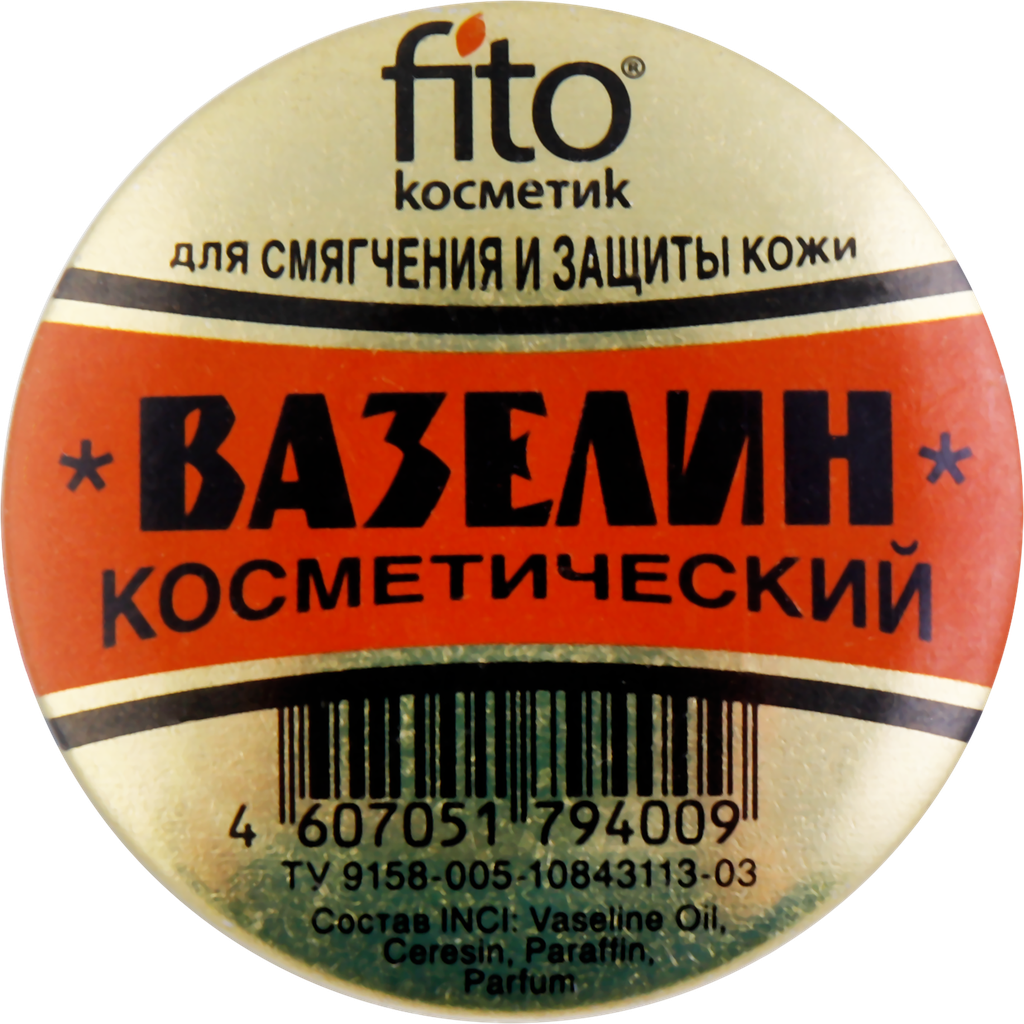 fito®
косметик
для СМЯГЧЕНИЯ И ЗАЩИТЫ кожи
* ВАЗЕЛИН *
КОСМЕТИЧЕСКИЙ
4 607051 794009
ТУ 9158-005-10843113-03
Состав INCI: Vaseline Oil,
Ceresin, Paraffin,
Parfum